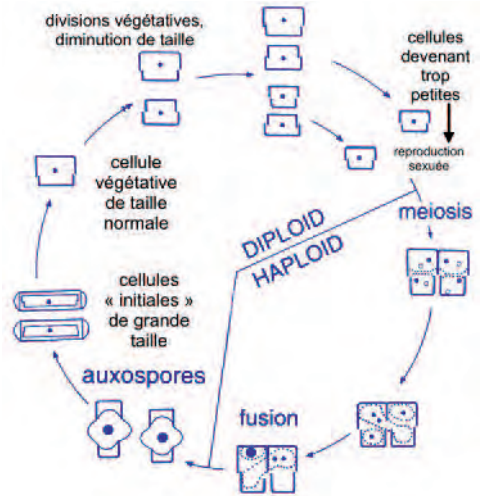 divisions végétatives,
diminution de taille
cellules
devenant
trop
petites
reproduction
sexuée
cellule
végétative
de taille
normale
meiosis
DIPLOID
HAPLOID
cellules
« initiales »
de grande
taille
auxospores
fusion